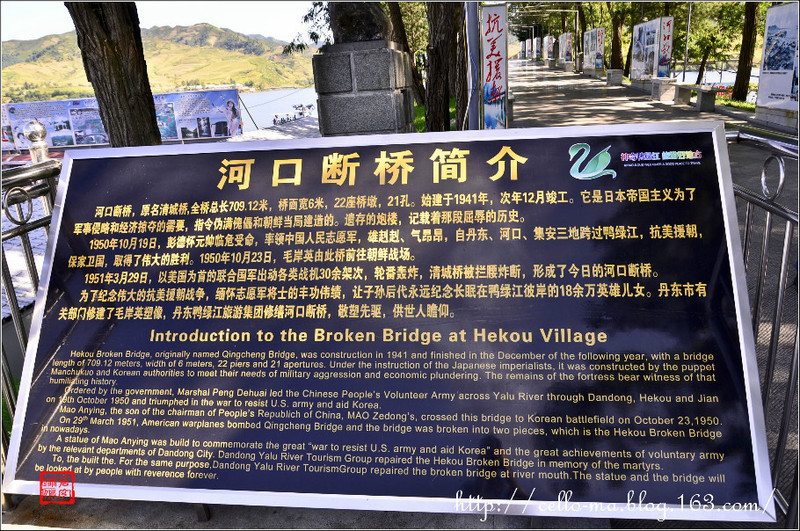 抗美援朝
河口断桥简介
神奇鸭绿江
河口断桥，原名清城桥,全桥总长709.12米，桥面宽6米，22座桥墩，21孔。始建于1941年，次年12月竣工。它是日本帝国主义为了
军事侵略和经济掠夺的需要，指令伪满傀儡和朝鲜当局建造的。遗存的炮楼，记载着那段屈辱的历史。
1950年10月19日，彭德怀元帅临危受命，率领中国人民志愿军，雄赳赳、气昂昂，自丹东、河口、集安三地跨过鸭绿江，抗美援朝，
保家卫国，取得了伟大的胜利。1950年10月23日，毛岸英由此桥前往朝鲜战场。
1951年3月29日，以美国为首的联合国军出动各类战机30余架次，轮番轰炸，清城桥被拦腰炸断，形成了今日的河口断桥。
为了纪念伟大的抗美援朝战争，缅怀志愿军将士的丰功伟绩，让子孙后代永远纪念长眠在鸭绿江彼岸的18余万英雄儿女。丹东市有
关部门修建了毛岸英塑像，丹东鸭绿江旅游集团修缮河口断桥，敬塑先驱，供世人瞻仰。
Introduction to the Broken Bridge at Hekou Village
Hekou Broken Bridge, originally named Qingcheng Bridge, was construction in 1941 and finished in the December of the following year, with a bridge
length of 709.12 meters, width of 6 meters, 22 piers and 21 apertures. Under the instruction of the Japanese imperialists, it was constructed by the puppet
Manchukuo and Korean authorities to meet their needs of military aggression and economic plundering. The remains of the fortress bear witness of that
humiliating history.
Ordered by the government, Marshal Peng Dehuai led the Chinese People's Volunteer Army across Yalu River through Dandong, Hekou and Jian
on 19th October 1950 and triumphed in the war to resist U.S. army and aid Korea.
Mao Anying, the son of the chairman of People's Republich of China, MAO Zedong's, crossed this bridge to Korean battlefield on October 23,1950.
On 29th March 1951, American warplanes bombed Qingcheng Bridge and the bridge was broken into two pieces, which is the Hekou Broken Bridge
in nowadays.
A statue of Mao Anying was build to commemorate the great "war to resist U.S. army and aid Korea" and the great achievements of voluntary army
by the relevant departments of Dandong City. Dandong Yalu River Tourism Group repaired the Hekou Broken Bridge in memory of the martyrs.
To, the built the. For the same purpose,Dandong Yalu River TourismGroup repaired the broken bridge at river mouth.The statue and the bridge will
be looked at by people with reverence forever.
http://cello-ma.blog.163.com/